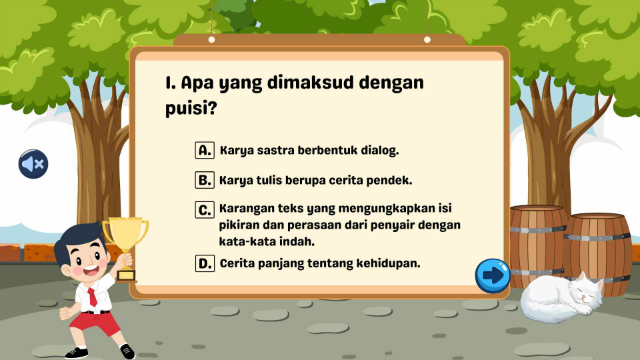 1. Apa yang dimaksud dengan
puisi?
A. Karya sastra berbentuk dialog.
B. Karya tulis berupa cerita pendek.
C. Karangan teks yang mengungkapkan isi
pikiran dan perasaan dari penyair dengan
kata-kata indah.
D. Cerita panjang tentang kehidupan.